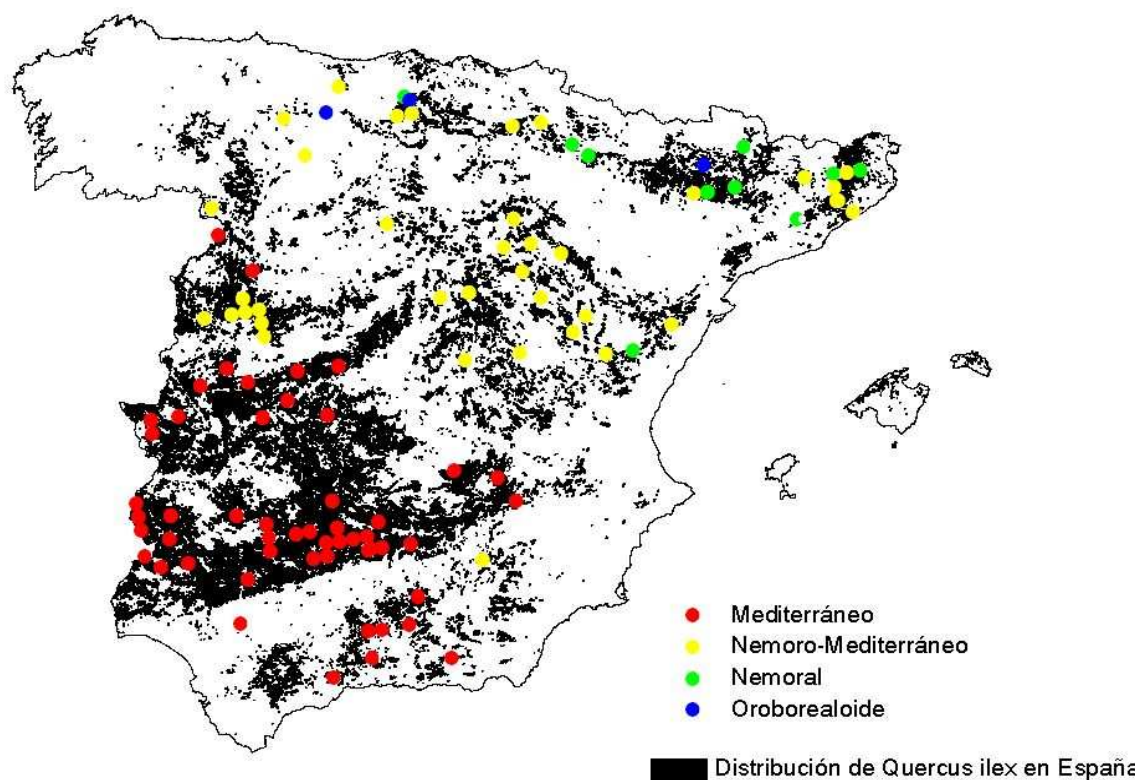 Mediterráneo
Nemoro-Mediterráneo
Nemoral
Oroborealoide
Distribución de Quercus ilex en España